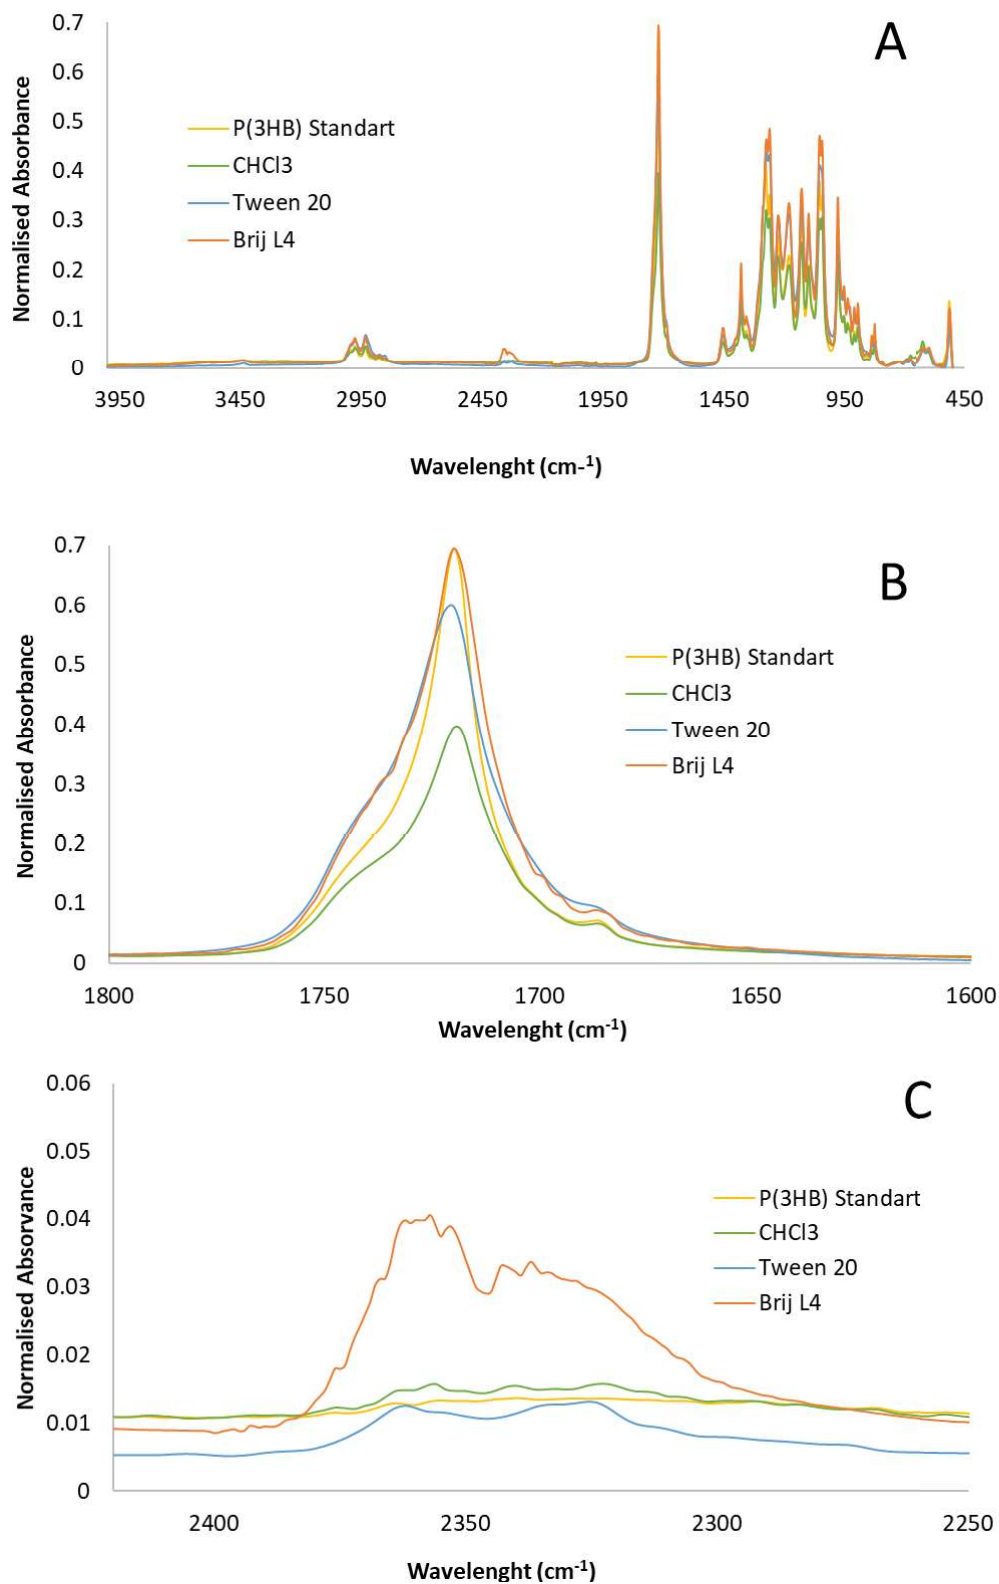 A
0.7
0.6
0.5
0.4
0.3
0.2
0.1
0
Normalised Absorbance
P(3HB) Standart
CHCl3
Tween 20
Brij L4
3950 3450 2950 2450 1950 1450 950 450
Wavelenght (cm-¹)
B
0.7
0.6
0.5
0.4
0.3
0.2
0.1
0
Normalised Absorbance
P(3HB) Standart
CHCl3
Tween 20
Brij L4
1800 1750 1700 1650 1600
Wavelenght (cm⁻¹)
C
0.06
0.05
0.04
0.03
0.02
0.01
0
Normalised Absorvance
P(3HB) Standart
CHCl3
Tween 20
Brij L4
2400 2350 2300 2250
Wavelenght (cm⁻¹)